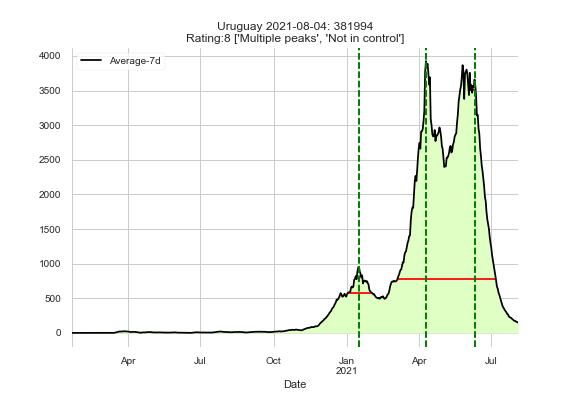 Uruguay 2021-08-04: 381994
Rating:8 ['Multiple peaks', 'Not in control']
Average-7d
4000
3500
3000
2500
2000
1500
1000
500
0
Apr Jul Oct Jan Apr Jul
2021
Date